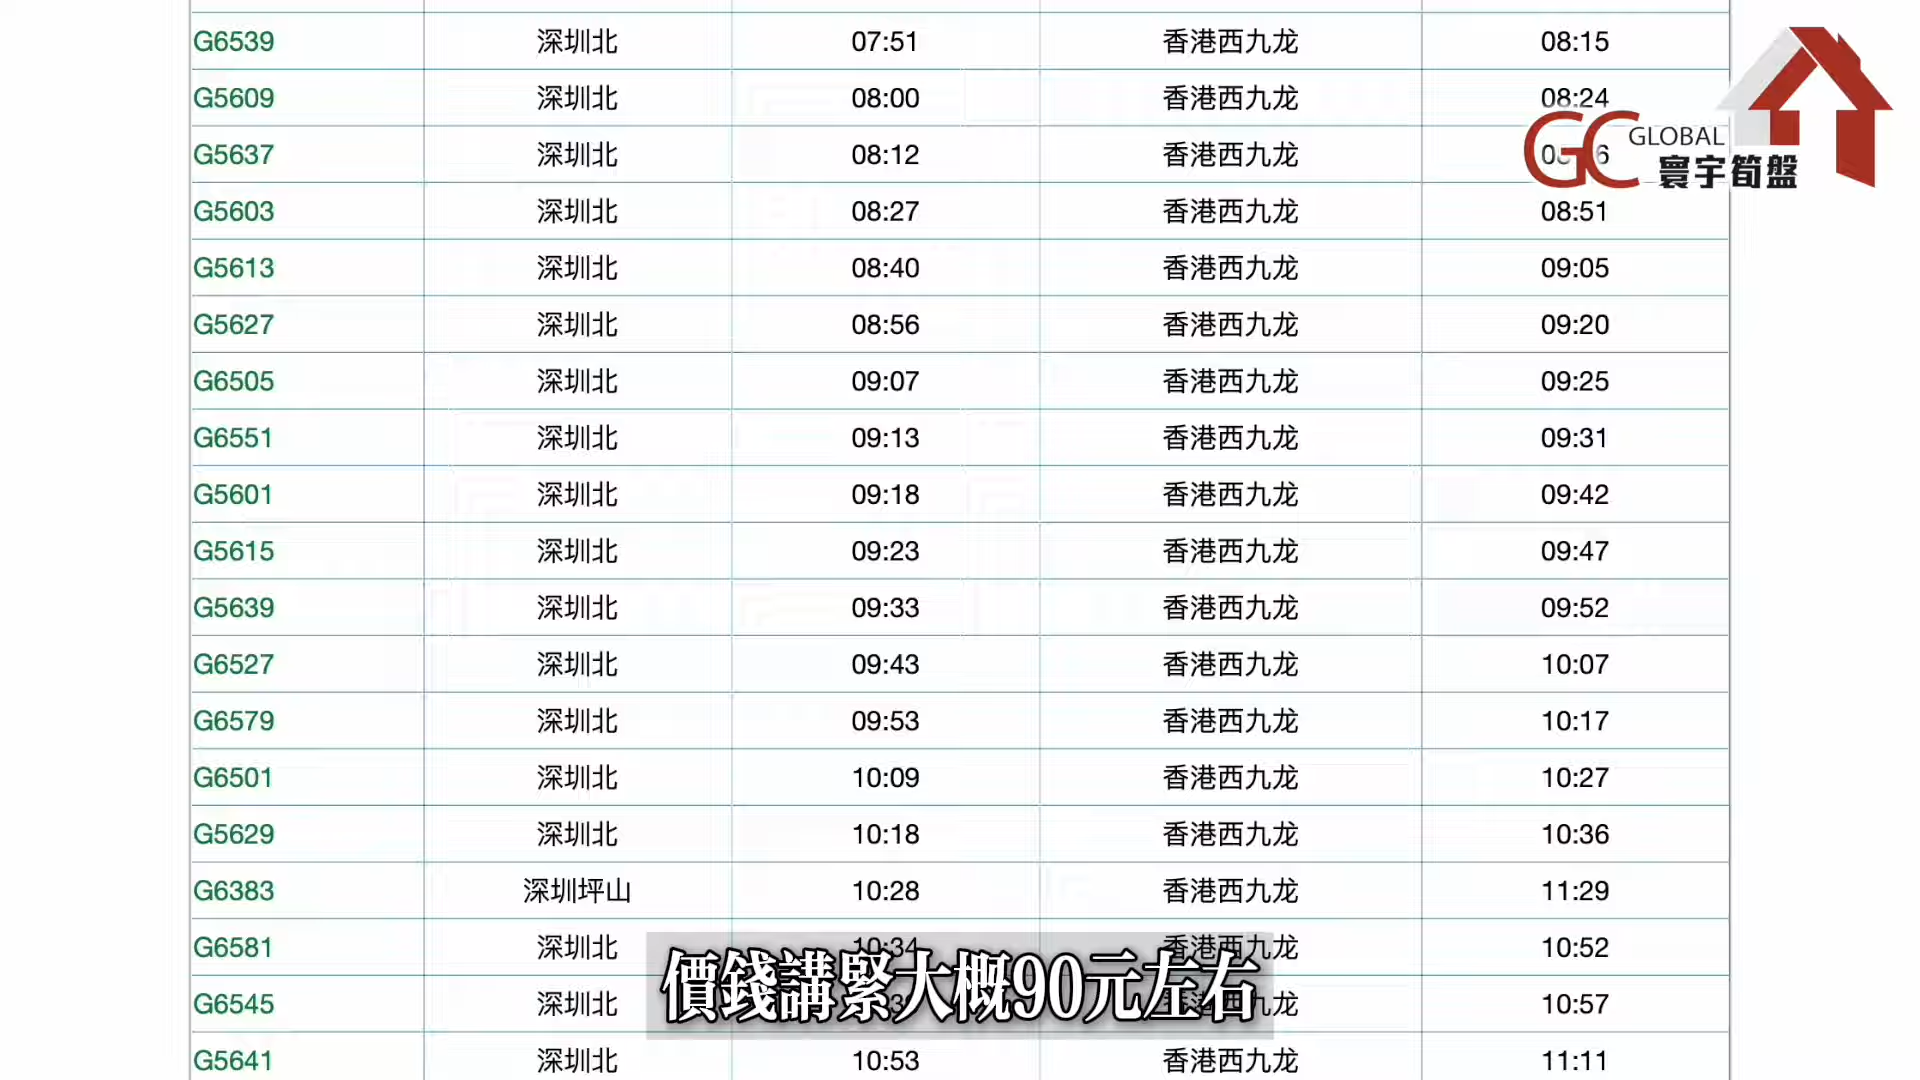 G6539 深圳北 07:51 香港西九龙 08:15
G5609 深圳北 08:00 香港西九龙 08:24
G5637 深圳北 08:12 香港西九龙
GC GLOBAL 寰宇筍盤
G5603 深圳北 08:27 香港西九龙 08:51
G5613 深圳北 08:40 香港西九龙 09:05
G5627 深圳北 08:56 香港西九龙 09:20
G6505 深圳北 09:07 香港西九龙 09:25
G6551 深圳北 09:13 香港西九龙 09:31
G5601 深圳北 09:18 香港西九龙 09:42
G5615 深圳北 09:23 香港西九龙 09:47
G5639 深圳北 09:33 香港西九龙 09:52
G6527 深圳北 09:43 香港西九龙 10:07
G6579 深圳北 09:53 香港西九龙 10:17
G6501 深圳北 10:09 香港西九龙 10:27
G5629 深圳北 10:18 香港西九龙 10:36
G6383 深圳坪山 10:28 香港西九龙 11:29
G6581 深圳北 10:34 香港西九龙 10:52
G6545 深圳北 10:57
價錢講緊大概90元左右
G5641 深圳北 10:53 香港西九龙 11:11